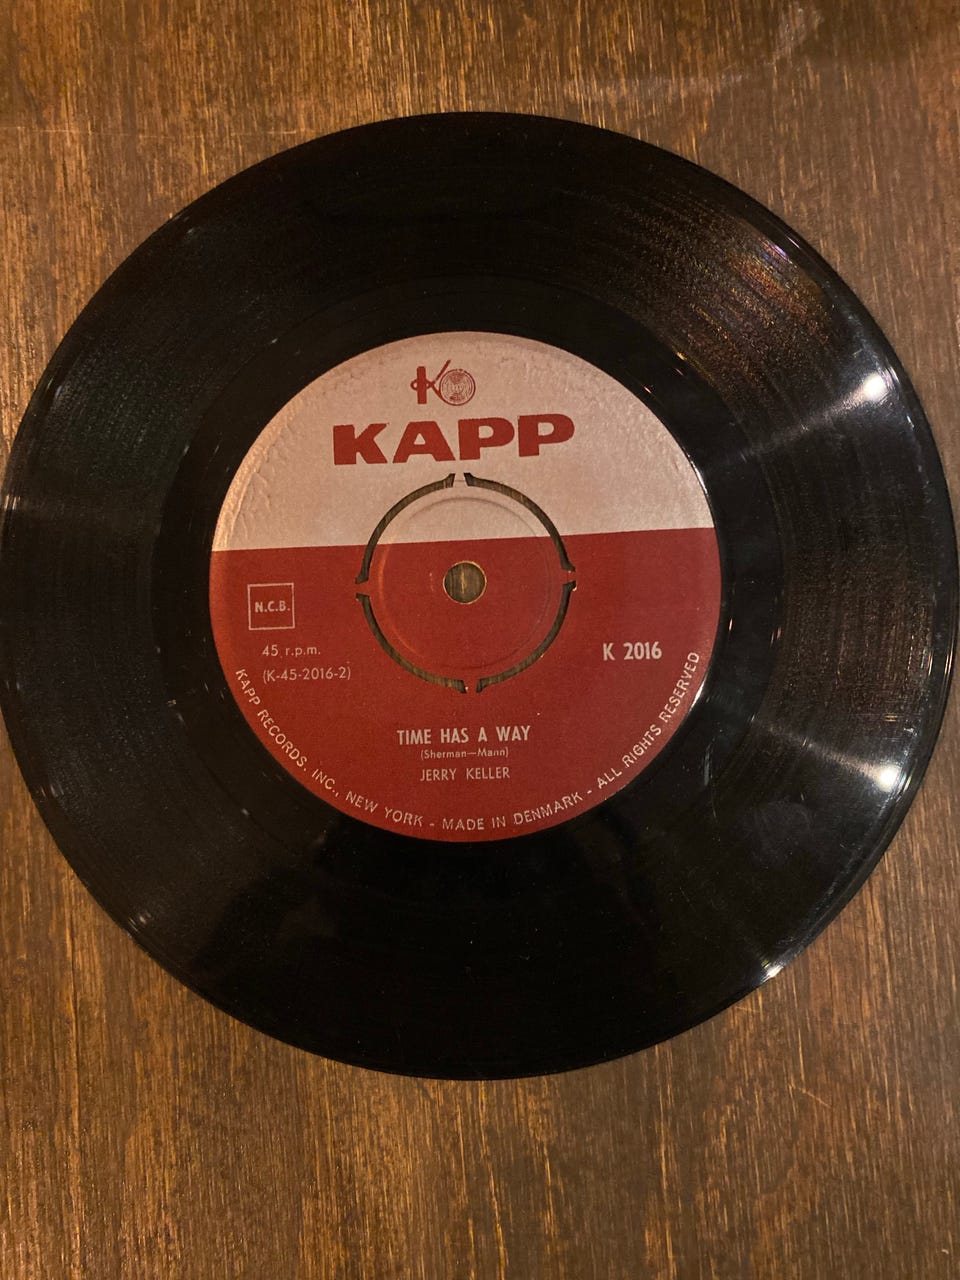 K
KAPP
N.C.B.
45 r.p.m.
(K-45-2016-2)
K 2016
TIME HAS A WAY
(Sherman—Mann)
JERRY KELLER
KAPP RECORDS, INC., NEW YORK - MADE IN DENMARK - ALL RIGHTS RESERVED